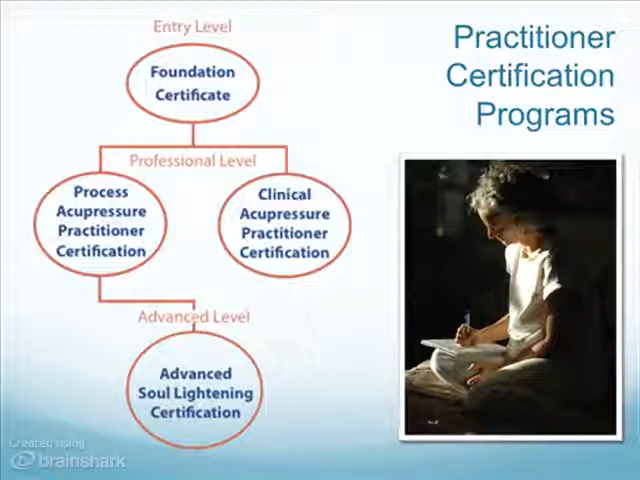 Practitioner
Certification
Programs
Entry Level
Foundation
Certificate
Professional Level
Process
Acupressure
Practitioner
Certification
Clinical
Acupressure
Practitioner
Certification
Advanced Level
Advanced
Soul Lightening
Certification
Created using
brainshark